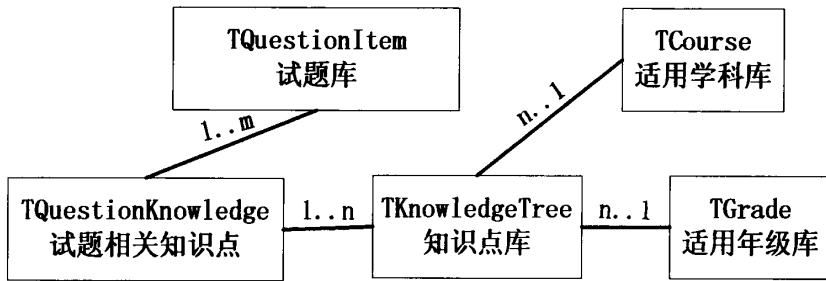 TQuestionItem
试题库
TCourse
适用学科库
1..m
n..1
TQuestionKnowledge
试题相关知识点
1..n
TKnowledgeTree
知识点库
n..1
TGrade
适用年级库